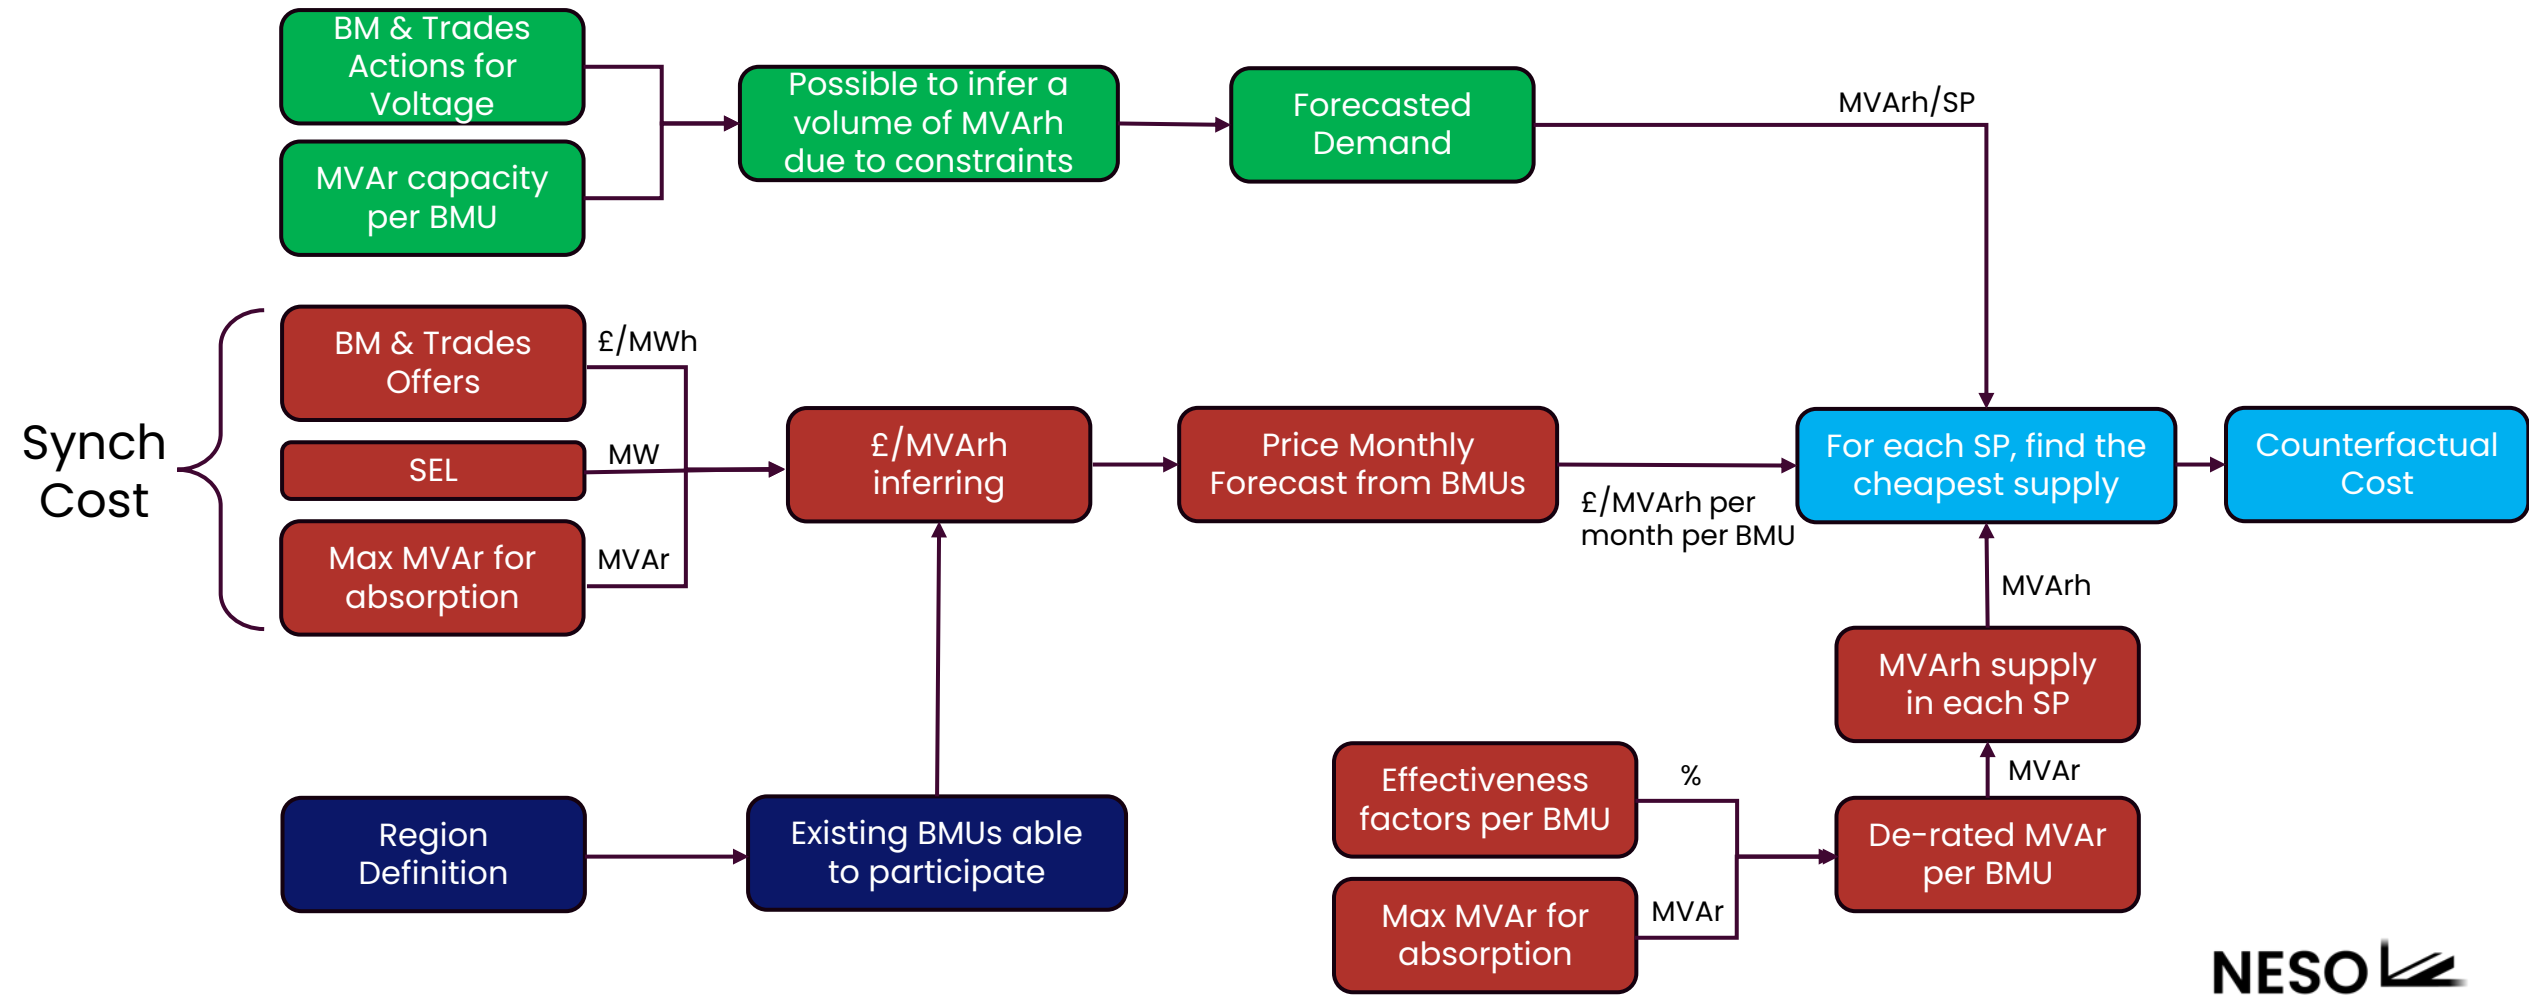 BM & Trades
Actions for
Voltage
MVAr capacity
per BMU
Possible to infer a
volume of MVArh
due to constraints
Forecasted
Demand
MVArh/SP
Synch
Cost
BM & Trades
Offers
£/MWh
SEL
MW
Max MVAr for
absorption
MVAr
£/MVArh
inferring
Price Monthly
Forecast from BMUs
£/MVArh per
month per BMU
For each SP, find the
cheapest supply
Counterfactual
Cost
MVArh
MVArh supply
in each SP
MVAr
Region
Definition
Existing BMUs able
to participate
Effectiveness
factors per BMU
%
Max MVAr for
absorption
MVAr
De-rated MVAr
per BMU
NESO